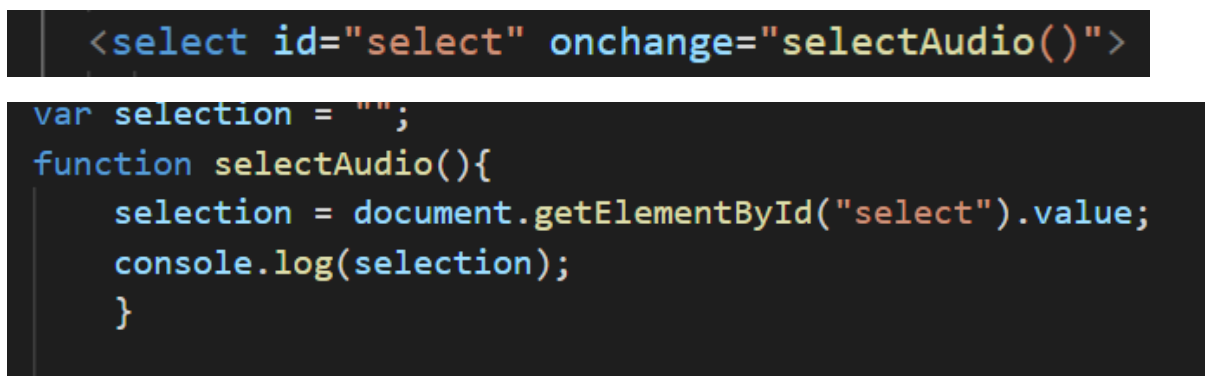 <select id="select" onchange="selectAudio()">
var selection = "";
function selectAudio(){
selection = document.getElementById("select").value;
console.log(selection);
}